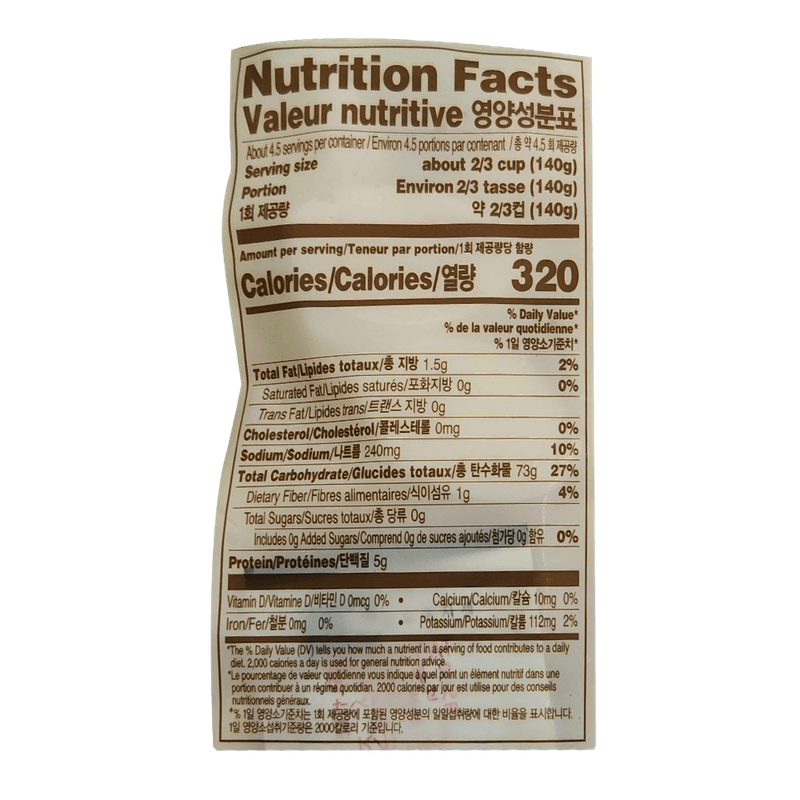 Nutrition Facts
Valeur nutritive 영양성분표
About 4.5 servings per container / Environ 4.5 portions par contenant / 총 약 4.5 회 제공량
Serving size about 2/3 cup (140g)
Portion Environ 2/3 tasse (140g)
1회 제공량 약 2/3컵 (140g)
Amount per serving/Teneur par portion/1회 제공량당 함량
Calories/Calories/열량 320
% Daily Value*
% de la valeur quotidienne*
% 1일 영양소기준치*
Total Fat/Lipides totaux/총 지방 1.5g 2%
Saturated Fat/Lipides saturés/포화지방 0g 0%
Trans Fat/Lipides trans/트랜스 지방 0g
Cholesterol/Cholestérol/콜레스테롤 0mg 0%
Sodium/Sodium/나트륨 240mg 10%
Total Carbohydrate/Glucides totaux/총 탄수화물 73g 27%
Dietary Fiber/Fibres alimentaires/식이섬유 1g 4%
Total Sugars/Sucres totaux/총 당류 0g
Includes 0g Added Sugars/Comprend 0g de sucres ajoutés/첨가당 0g 함유 0%
Protein/Protéines/단백질 5g
Vitamin D/Vitamine D/비타민 D 0mcg 0% • Calcium/Calcium/칼슘 10mg 0%
Iron/Fer/철분 0mg 0% • Potassium/Potassium/칼륨 112mg 2%
*The % Daily Value (DV) tells you how much a nutrient in a serving of food contributes to a daily
diet. 2,000 calories a day is used for general nutrition advice.
*Le pourcentage de valeur quotidienne vous indique à quel point un élément nutritif dans une
portion contribuer à un régime quotidian. 2000 calories par jour est utilise pour des conseils
nutritionnels généraux.
*% 1일 영양소기준치는 1회 제공량에 포함된 영양성분의 일일섭취량에 대한 비율을 표시합니다.
1일 영양소섭취기준량은 2000칼로리 기준입니다.